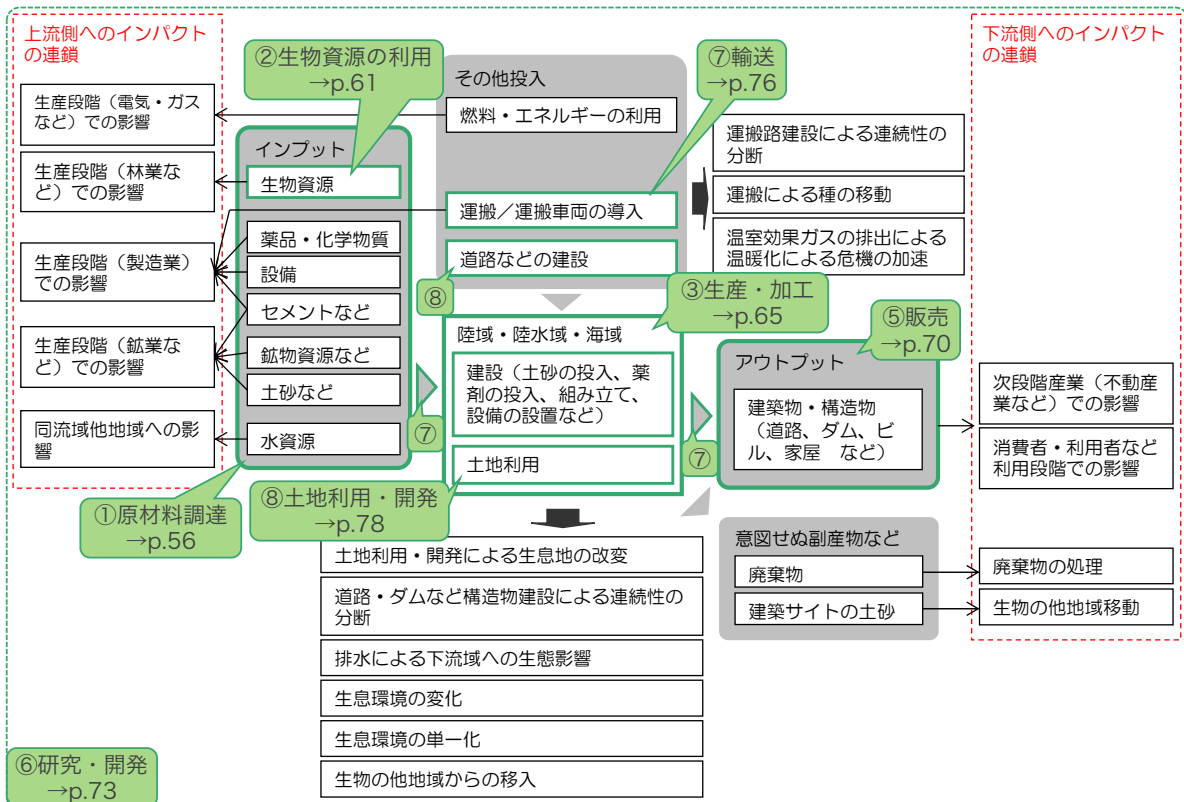 上流側へのインパクト
の連鎖
生産段階（電気・ガス
など）での影響
生産段階（林業な
ど）での影響
生産段階（製造業）
での影響
生産段階（鉱業な
ど）での影響
同流域他地域への影
響
①原材料調達
→p.56
②生物資源の利用
→p.61
インプット
生物資源
薬品・化学物質
設備
セメントなど
鉱物資源など
土砂など
水資源
⑦
その他投入
燃料・エネルギーの利用
運搬／運搬車両の導入
道路などの建設
⑧
⑦輸送
→p.76
運搬路建設による連続性の
分断
運搬による種の移動
温室効果ガスの排出による
温暖化による危機の加速
③生産・加工
→p.65
陸域・陸水域・海域
建設（土砂の投入、薬
剤の投入、組み立て、
設備の設置など）
土地利用
⑧土地利用・開発
→p.78
⑦
⑤販売
→p.70
アウトプット
建築物・構造物
（道路、ダム、ビ
ル、家屋　など）
意図せぬ副産物など
廃棄物
建築サイトの土砂
下流側へのインパクト
の連鎖
次段階産業（不動産
業など）での影響
消費者・利用者など
利用段階での影響
廃棄物の処理
生物の他地域移動
土地利用・開発による生息地の改変
道路・ダムなど構造物建設による連続性の
分断
排水による下流域への生態影響
生息環境の変化
生息環境の単一化
生物の他地域からの移入
⑥研究・開発
→p.73